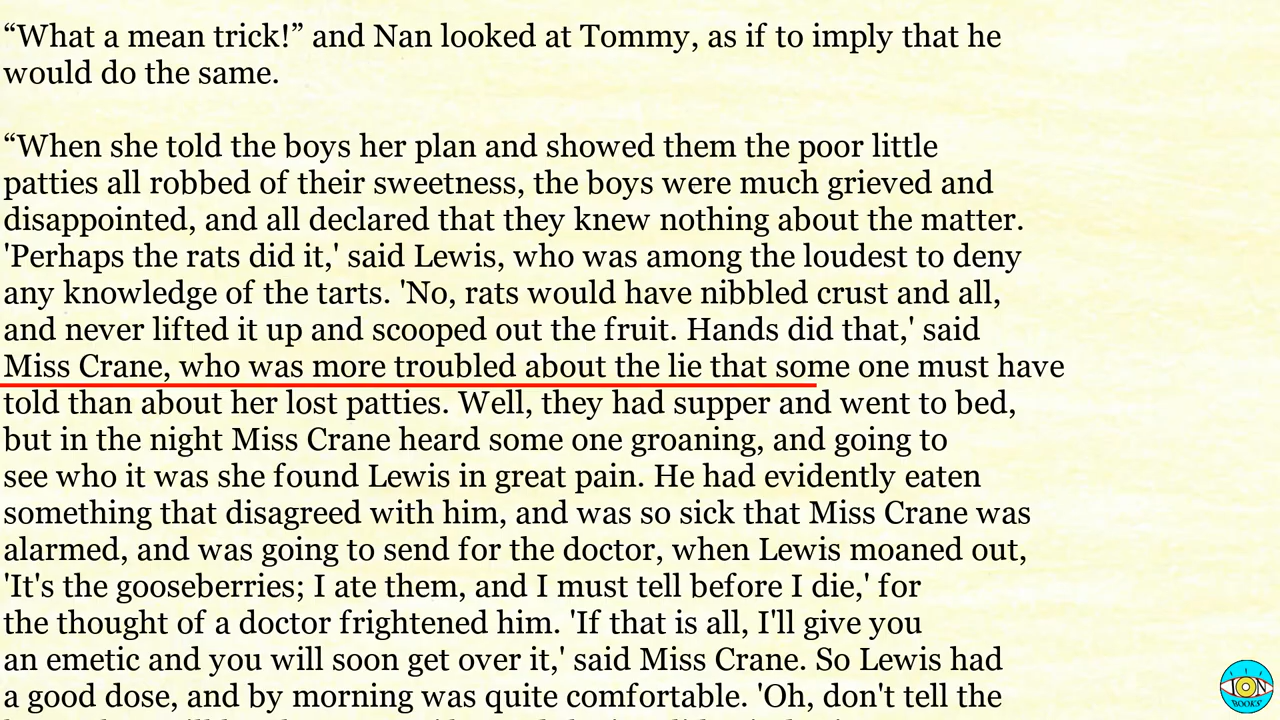 “What a mean trick!” and Nan looked at Tommy, as if to imply that he
would do the same.
“When she told the boys her plan and showed them the poor little
patties all robbed of their sweetness, the boys were much grieved and
disappointed, and all declared that they knew nothing about the matter.
'Perhaps the rats did it,' said Lewis, who was among the loudest to deny
any knowledge of the tarts. 'No, rats would have nibbled crust and all,
and never lifted it up and scooped out the fruit. Hands did that,' said
Miss Crane, who was more troubled about the lie that some one must have
told than about her lost patties. Well, they had supper and went to bed,
but in the night Miss Crane heard some one groaning, and going to
see who it was she found Lewis in great pain. He had evidently eaten
something that disagreed with him, and was so sick that Miss Crane was
alarmed, and was going to send for the doctor, when Lewis moaned out,
'It's the gooseberries; I ate them, and I must tell before I die,' for
the thought of a doctor frightened him. 'If that is all, I'll give you
an emetic and you will soon get over it,' said Miss Crane. So Lewis had
a good dose, and by morning was quite comfortable. 'Oh, don't tell the
ION
BOOKS